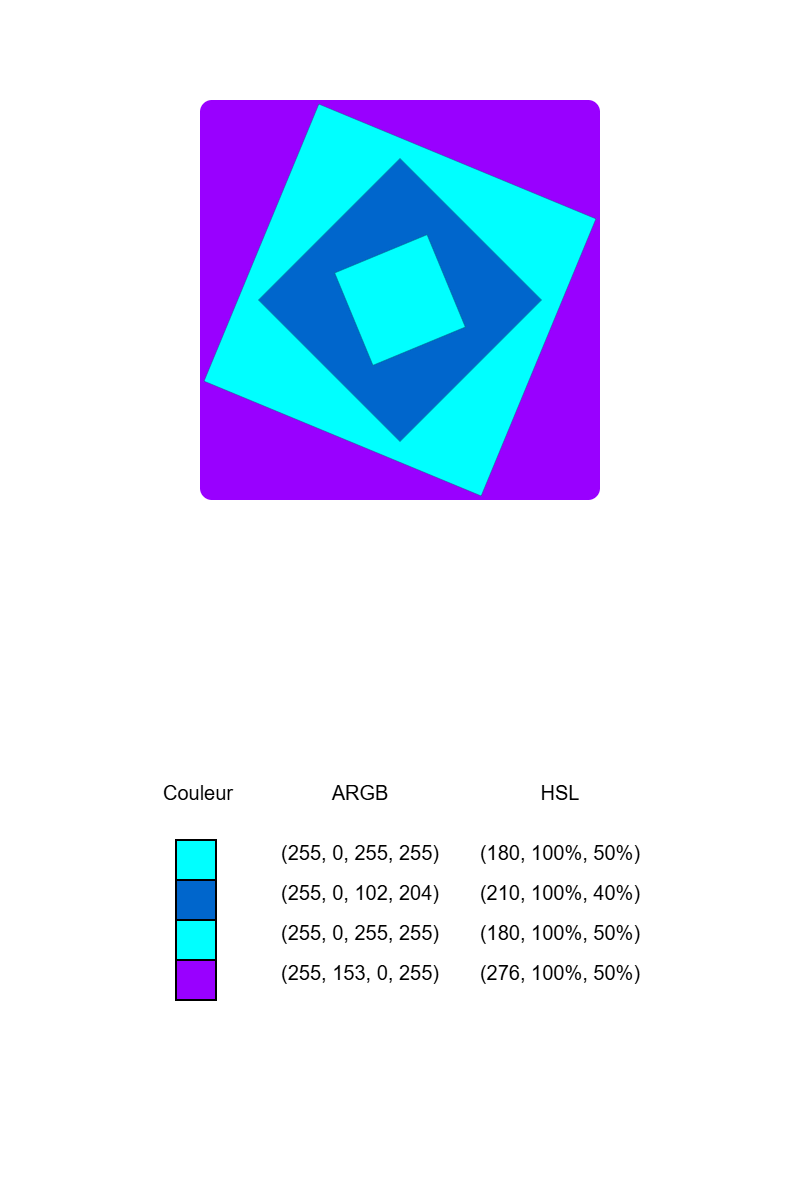 Couleur ARGB HSL
(255, 0, 255, 255) (180, 100%, 50%)
(255, 0, 102, 204) (210, 100%, 40%)
(255, 0, 255, 255) (180, 100%, 50%)
(255, 153, 0, 255) (276, 100%, 50%)